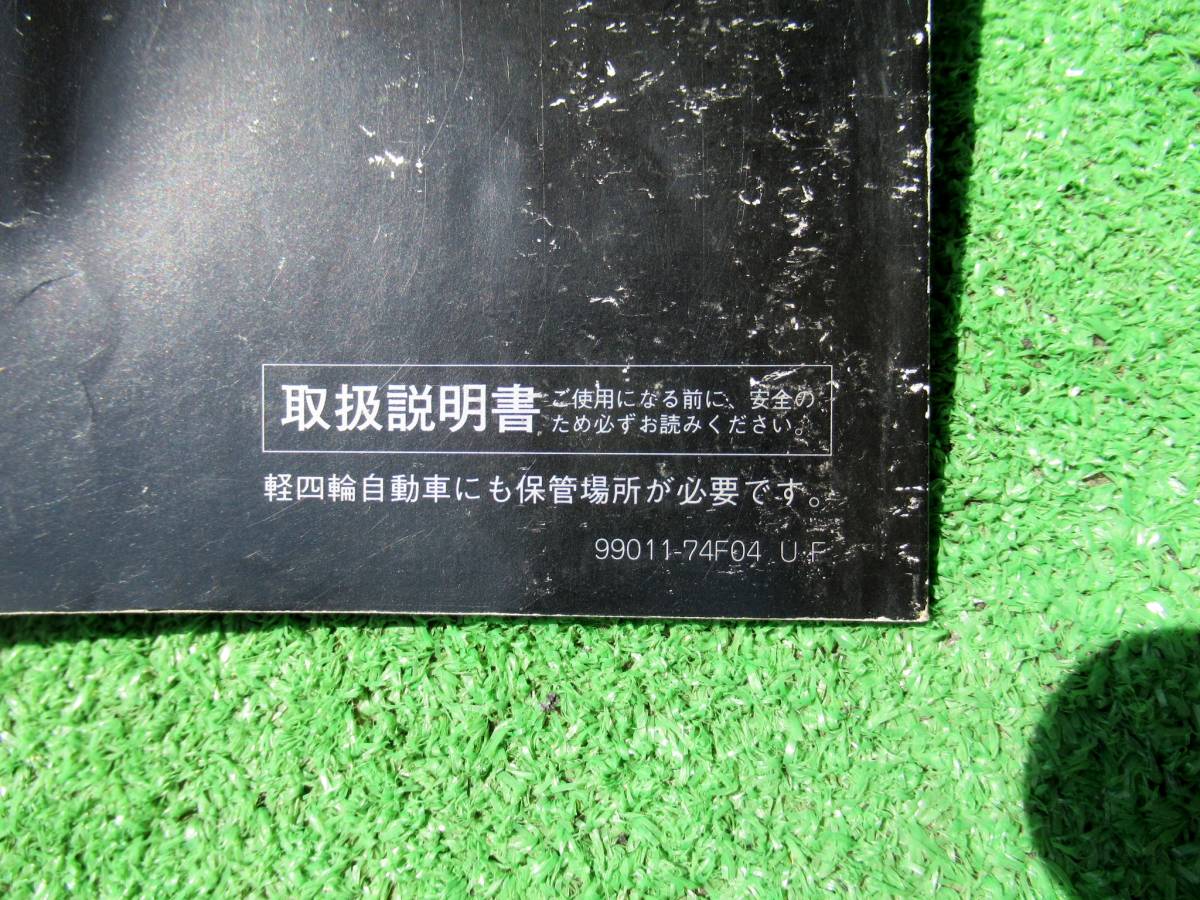 取扱説明書
ご使用になる前に、安全の
ため必ずお読みください。
軽四輪自動車にも保管場所が必要です。
99011-74F04 U F